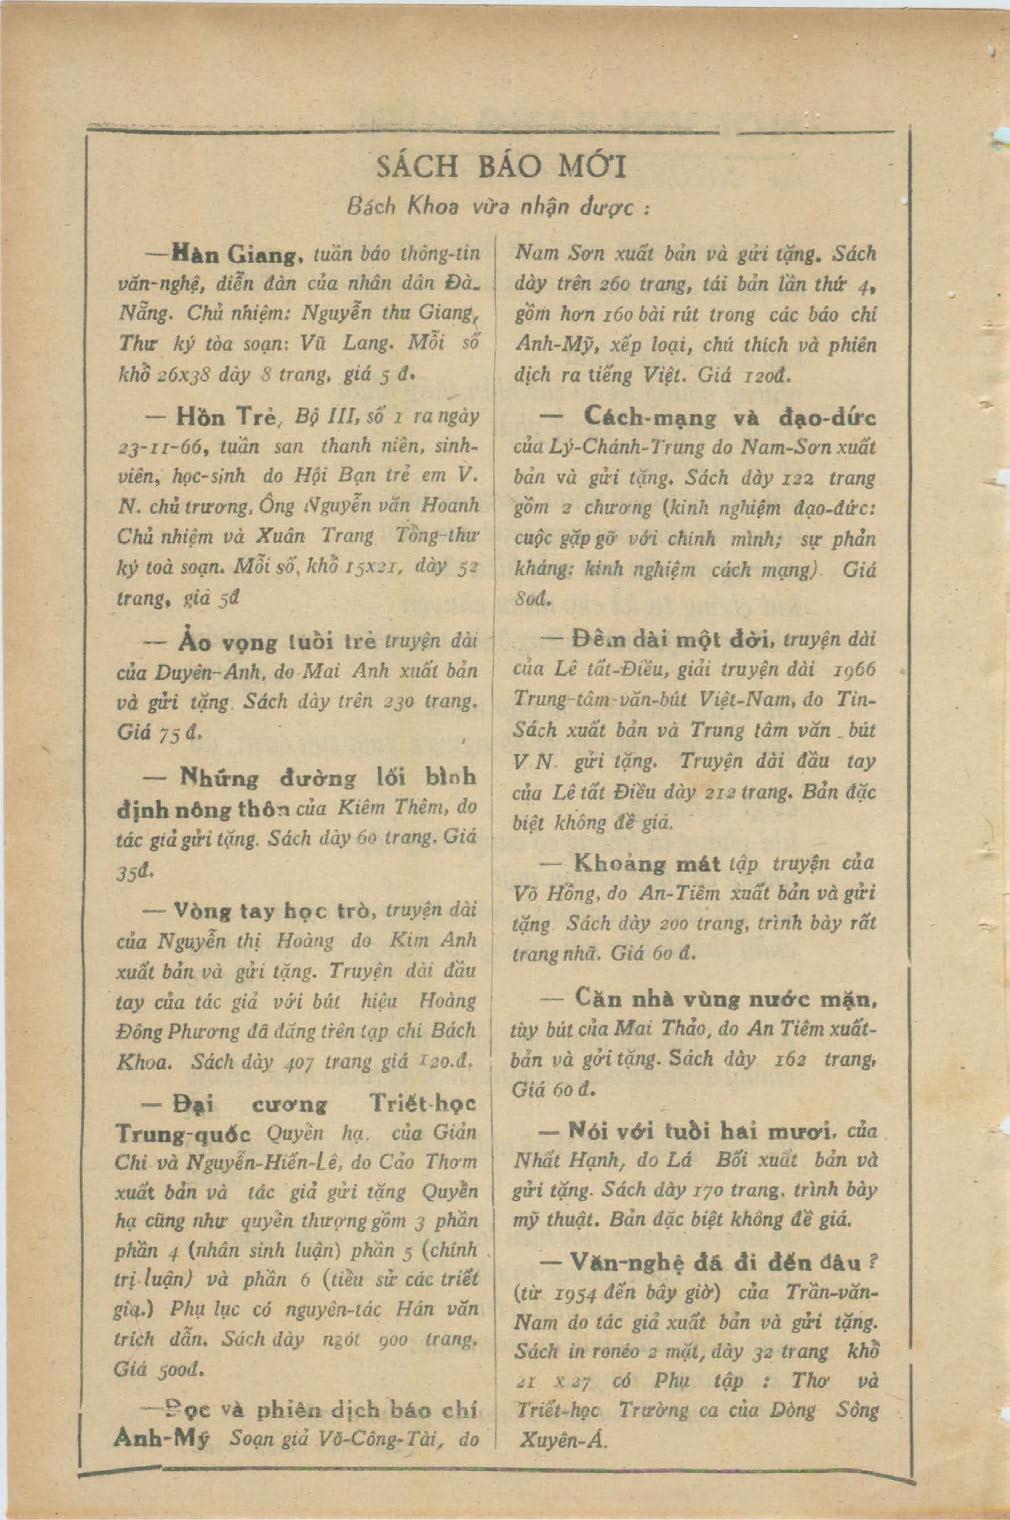 SÁCH BÁO MỚI
Bách Khoa vừa nhận được :
—Hàn Giang, tuần báo thông-tin
văn-nghệ, diễn đàn của nhân dân Đà-
Nẵng. Chủ nhiệm: Nguyễn thu Giang,
Thư ký tòa soạn: Vũ Lang. Mỗi số
khổ 26x38 dày 8 trang, giá 5 đ.
— Hồn Trẻ, Bộ III, số 1 ra ngày
23-11-66, tuần san thanh niên, sinh-
viên, học-sinh do Hội Bạn trẻ em V.
N. chủ trương, Ông Nguyễn văn Hoanh
Chủ nhiệm và Xuân Trang Tổng-thư
ký toà soạn. Mỗi số, khổ 15x21, dày 52
trang, giá 5đ
— Ảo vọng tuổi trẻ truyện dài
của Duyên-Anh, do Mai Anh xuất bản
và gửi tặng. Sách dày trên 230 trang.
Giá 75 đ.
— Những đường lối bình
định nông thôn của Kiêm Thêm, do
tác giả gửi tặng. Sách dày 60 trang. Giá
35đ.
— Vòng tay học trò, truyện dài
của Nguyễn thị Hoàng do Kim Anh
xuất bản và gửi tặng. Truyện dài đầu
tay của tác giả với bút hiệu Hoàng
Đông Phương đã đăng trên tạp chí Bách
Khoa. Sách dày 407 trang giá 120.đ.
— Đại cương Triết-học
Trung-quốc Quyển hạ, của Giản
Chi và Nguyễn-Hiến-Lê, do Cảo Thơm
xuất bản và tác giả gửi tặng Quyển
hạ cũng như quyển thượng gồm 3 phần
phần 4 (nhân sinh luận) phần 5 (chính
trị luận) và phần 6 (tiểu sử các triết
gia.) Phụ lục có nguyên-tác Hán văn
trích dẫn. Sách dày ngót 900 trang.
Giá 500đ.
—Đọc và phiên dịch báo chí
Anh-Mỹ Soạn giả Võ-Công-Tài, do
Nam Sơn xuất bản và gửi tặng. Sách
dày trên 260 trang, tái bản lần thứ 4,
gồm hơn 160 bài rút trong các báo chí
Anh-Mỹ, xếp loại, chú thích và phiên
dịch ra tiếng Việt. Giá 120đ.
— Cách-mạng và đạo-đức
của Lý-Chánh-Trung do Nam-Sơn xuất
bản và gửi tặng. Sách dày 122 trang
gồm 2 chương (kinh nghiệm đạo-đức:
cuộc gặp gỡ với chính mình; sự phản
kháng: kinh nghiệm cách mạng). Giá
80đ.
— Đêm dài một đời, truyện dài
của Lê tất-Điều, giải truyện dài 1966
Trung-tâm-văn-bút Việt-Nam, do Tin-
Sách xuất bản và Trung tâm văn - bút
V N. gửi tặng. Truyện dài đầu tay
của Lê tất Điều dày 212 trang. Bản đặc
biệt không đề giá.
— Khoảng mát tập truyện của
Võ Hồng, do An-Tiêm xuất bản và gửi
tặng Sách dày 200 trang, trình bày rất
trang nhã. Giá 60 đ.
— Căn nhà vùng nước mặn,
tùy bút của Mai Thảo, do An Tiêm xuất-
bản và gởi tặng. Sách dày 162 trang,
Giá 60 đ.
— Nói với tuổi hai mươi, của
Nhất Hạnh, do Lá Bối xuất bản và
gửi tặng. Sách dày 170 trang, trình bày
mỹ thuật. Bản đặc biệt không đề giá.
— Văn-nghệ đã đi đến đâu ?
(từ 1954 đến bây giờ) của Trần-văn-
Nam do tác giả xuất bản và gửi tặng.
Sách in ronéo 2 mặt, dày 32 trang khổ
21 x 27 có Phụ tập : Thơ và
Triết-học Trường ca của Dòng Sông
Xuyên-Á.